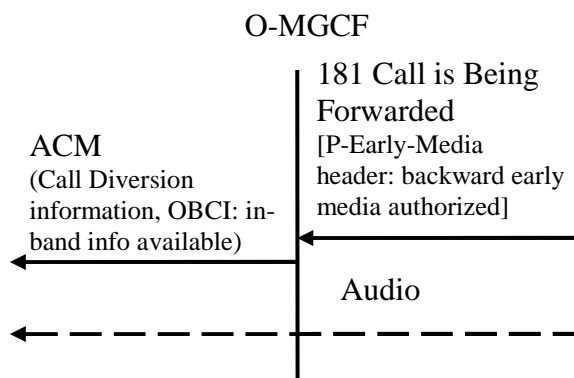 O-MGCF
181 Call is Being
Forwarded
[P-Early-Media
header: backward early
media authorized]
ACM
(Call Diversion
information, OBCI: in-
band info available)
Audio